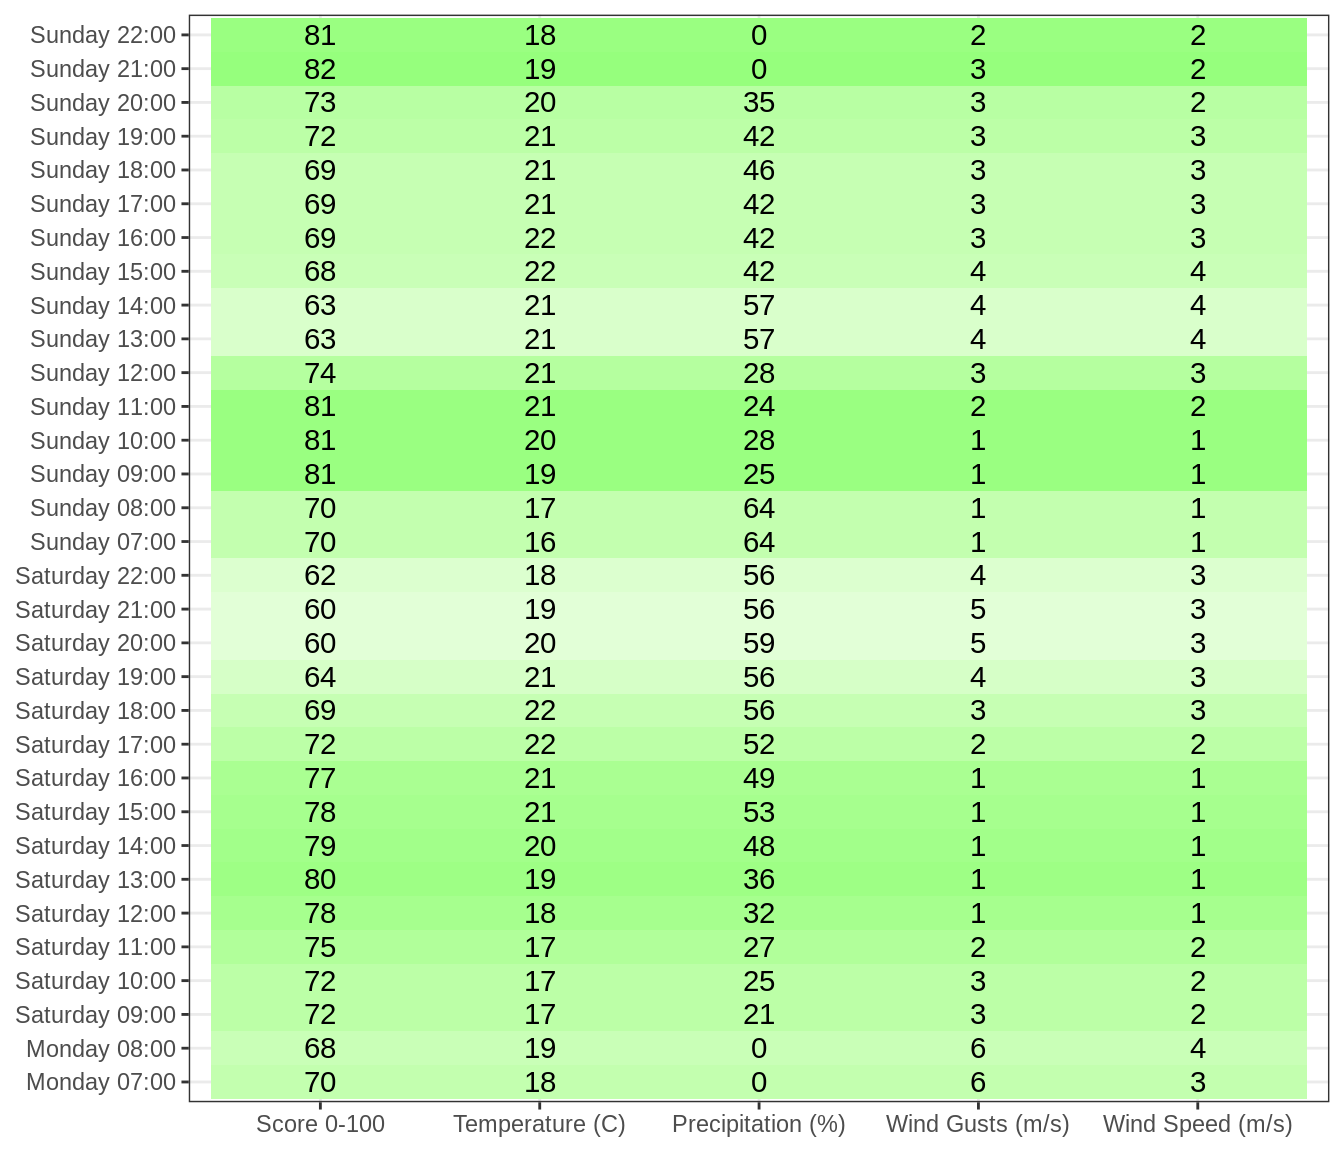 Sunday 22:00 81 18 0 2 2
Sunday 21:00 82 19 0 3 2
Sunday 20:00 73 20 35 3 2
Sunday 19:00 72 21 42 3 3
Sunday 18:00 69 21 46 3 3
Sunday 17:00 69 21 42 3 3
Sunday 16:00 69 22 42 3 3
Sunday 15:00 68 22 42 4 4
Sunday 14:00 63 21 57 4 4
Sunday 13:00 63 21 57 4 4
Sunday 12:00 74 21 28 3 3
Sunday 11:00 81 21 24 2 2
Sunday 10:00 81 20 28 1 1
Sunday 09:00 81 19 25 1 1
Sunday 08:00 70 17 64 1 1
Sunday 07:00 70 16 64 1 1
Saturday 22:00 62 18 56 4 3
Saturday 21:00 60 19 56 5 3
Saturday 20:00 60 20 59 5 3
Saturday 19:00 64 21 56 4 3
Saturday 18:00 69 22 56 3 3
Saturday 17:00 72 22 52 2 2
Saturday 16:00 77 21 49 1 1
Saturday 15:00 78 21 53 1 1
Saturday 14:00 79 20 48 1 1
Saturday 13:00 80 19 36 1 1
Saturday 12:00 78 18 32 1 1
Saturday 11:00 75 17 27 2 2
Saturday 10:00 72 17 25 3 2
Saturday 09:00 72 17 21 3 2
Monday 08:00 68 19 0 6 4
Monday 07:00 70 18 0 6 3
Score 0-100 Temperature (C) Precipitation (%) Wind Gusts (m/s) Wind Speed (m/s)